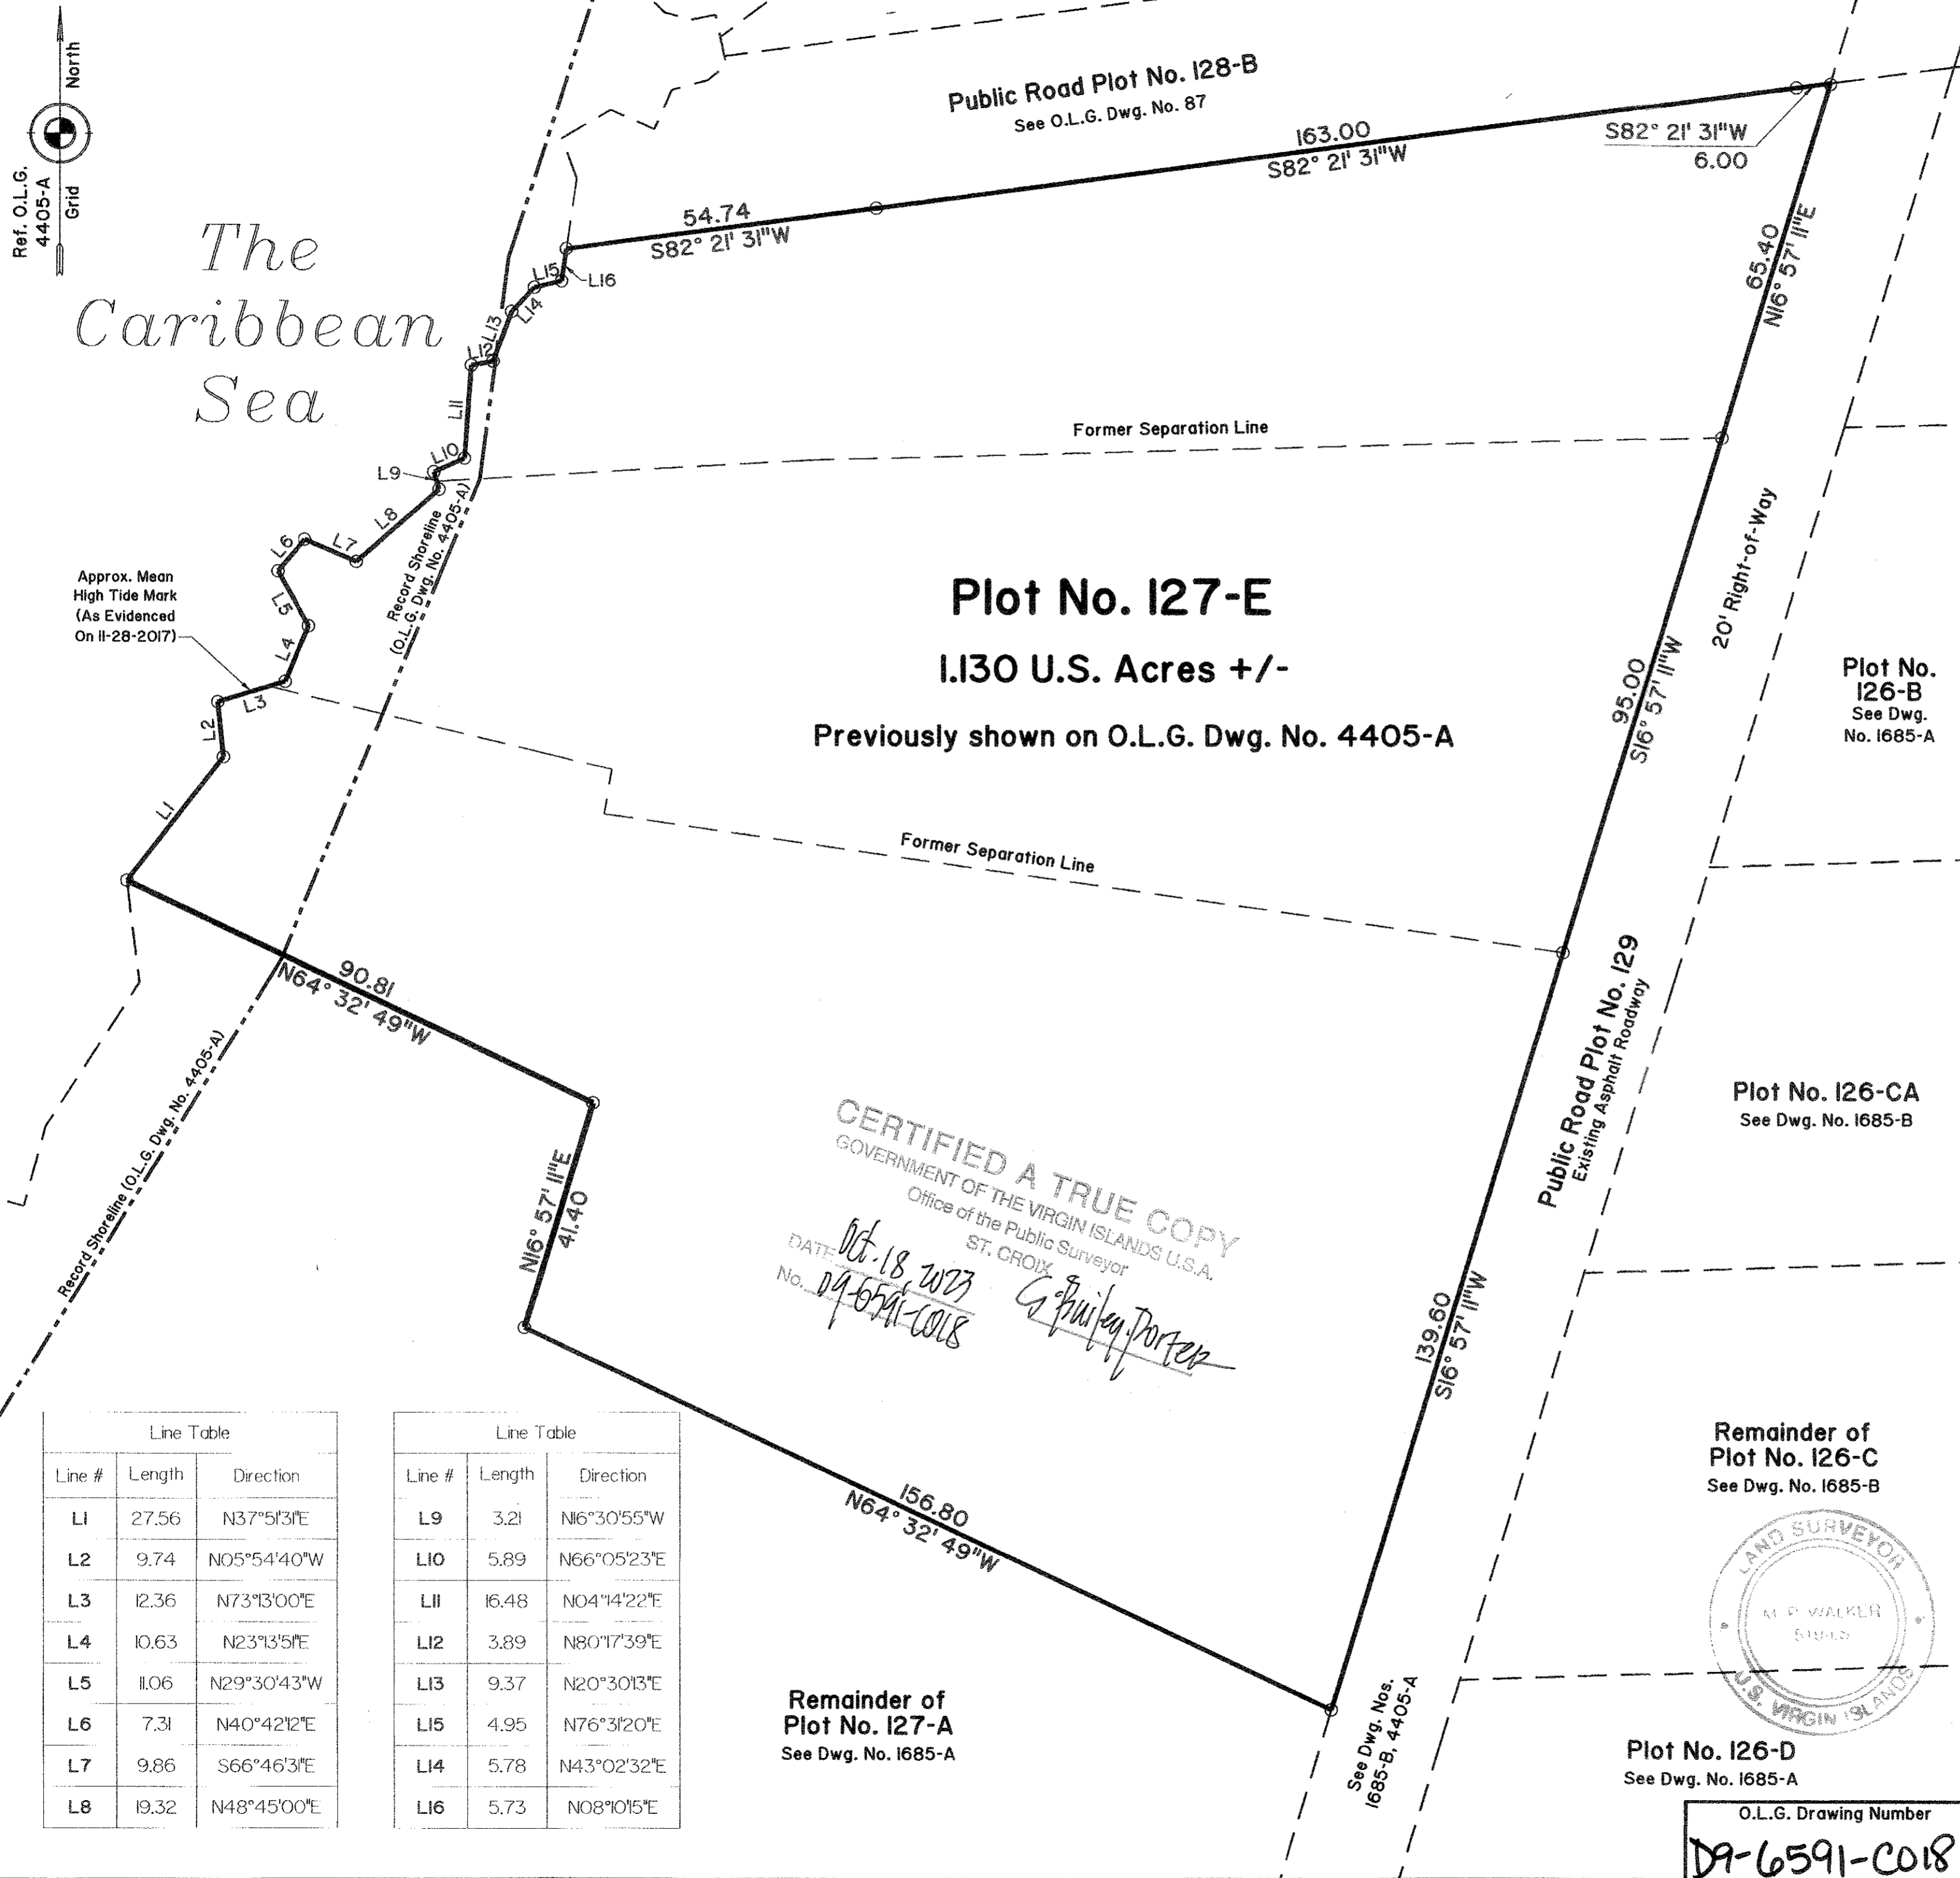 North
Grid
Ref. O.L.G.
4405-A
The
Caribbean
Sea
Public Road Plot No. 128-B
See O.L.G. Dwg. No. 87
163.00
S82° 21' 31"W
S82° 21' 31"W
6.00
54.74
S82° 21' 31"W
65.40
N16° 57' 11"E
L16
L15
L14
L13
L12
L11
L10
L9
L8
L7
L6
L5
L4
L3
L2
L1
Former Separation Line
Record Shoreline
(O.L.G. Dwg. No. 4405-A)
Approx. Mean
High Tide Mark
(As Evidenced
On 11-28-2017)
Plot No. 127-E
1.130 U.S. Acres +/-
Previously shown on O.L.G. Dwg. No. 4405-A
20' Right-of-Way
95.00
S16° 57' 11"W
Plot No.
126-B
See Dwg.
No. 1685-A
Former Separation Line
90.81
N64° 32' 49"W
Record Shoreline (O.L.G. Dwg. No. 4405-A)
N16° 57' 11"E
41.40
Public Road Plot No. 129
Existing Asphalt Roadway
Plot No. 126-CA
See Dwg. No. 1685-B
CERTIFIED A TRUE COPY
GOVERNMENT OF THE VIRGIN ISLANDS U.S.A.
Office of the Public Surveyor
ST. CROIX
DATE Oct. 18, 2023
No. D9-6591-C018
139.60
S16° 57' 11"W
156.80
N64° 32' 49"W
Remainder of
Plot No. 126-C
See Dwg. No. 1685-B
Line Table
Line # Length Direction
L1 27.56 N37°51'31"E
L2 9.74 N05°54'40"W
L3 12.36 N73°13'00"E
L4 10.63 N23°13'51"E
L5 11.06 N29°30'43"W
L6 7.31 N40°42'12"E
L7 9.86 S66°46'31"E
L8 19.32 N48°45'00"E
Line Table
Line # Length Direction
L9 3.21 N16°30'55"W
L10 5.89 N66°05'23"E
L11 16.48 N04°14'22"E
L12 3.89 N80°17'39"E
L13 9.37 N20°30'13"E
L15 4.95 N76°31'20"E
L14 5.78 N43°02'32"E
L16 5.73 N08°10'15"E
LAND SURVEYOR
M. P. WALKER
U.S. VIRGIN ISLANDS
Remainder of
Plot No. 127-A
See Dwg. No. 1685-A
See Dwg. Nos.
1685-B, 4405-A
Plot No. 126-D
See Dwg. No. 1685-A
O.L.G. Drawing Number
D9-6591-C018